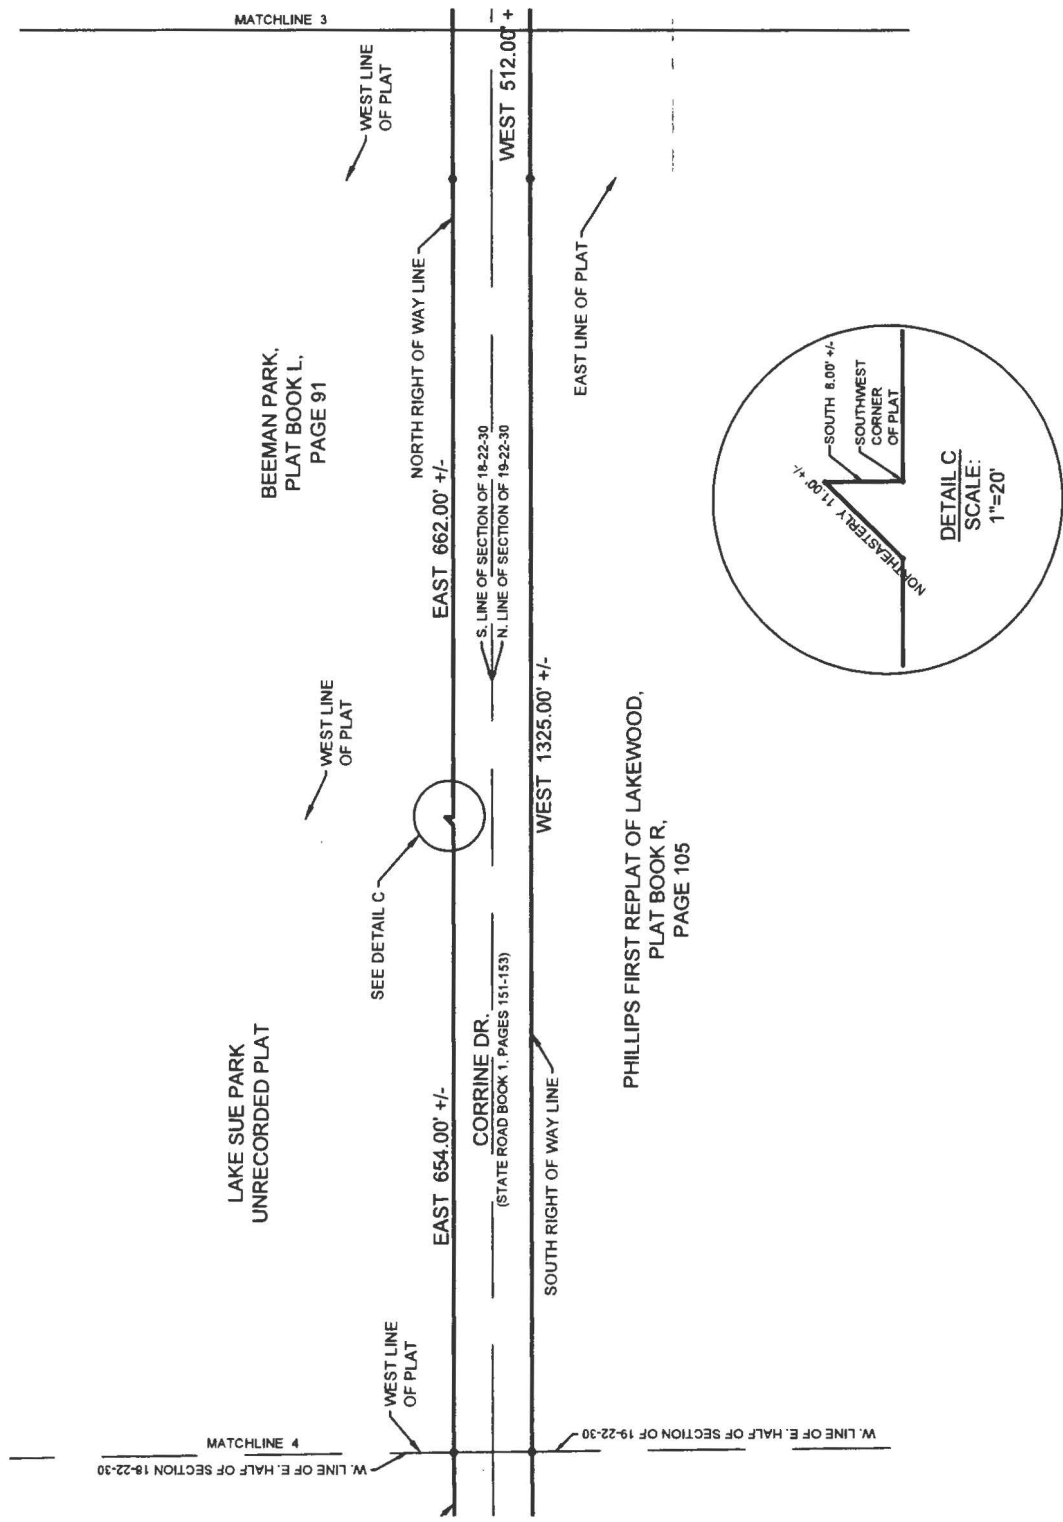 MATCHLINE 3
WEST LINE
OF PLAT
WEST 512.00' +
BEEMAN PARK,
PLAT BOOK L,
PAGE 91
NORTH RIGHT OF WAY LINE
EAST 662.00' +/-
S. LINE OF SECTION OF 18-22-30
N. LINE OF SECTION OF 19-22-30
EAST LINE OF PLAT
WEST LINE
OF PLAT
SEE DETAIL C
WEST 1325.00' +/-
PHILLIPS FIRST REPLAT OF LAKEWOOD,
PLAT BOOK R,
PAGE 105
LAKE SUE PARK
UNRECORDED PLAT
EAST 654.00' +/-
CORRINE DR.
(STATE ROAD BOOK 1, PAGES 151-153)
SOUTH RIGHT OF WAY LINE
WEST LINE
OF PLAT
MATCHLINE 4
W. LINE OF E. HALF OF SECTION 18-22-30
W. LINE OF E. HALF OF SECTION OF 19-22-30
NORTHEASTERLY 11.00' +/-
SOUTH 8.00' +/-
SOUTHWEST
CORNER
OF PLAT
DETAIL C
SCALE:
1"=20'